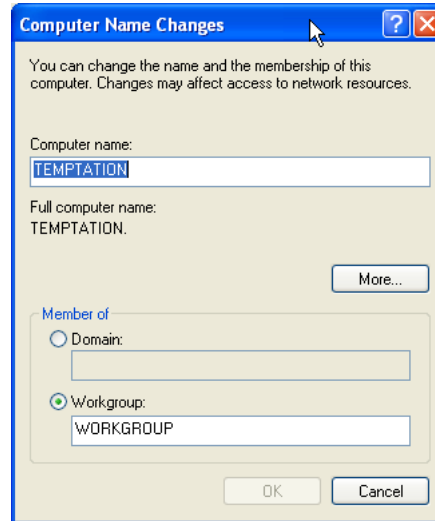 Computer Name Changes
You can change the name and the membership of this
computer. Changes may affect access to network resources.
Computer name:
TEMPTATION
Full computer name:
TEMPTATION.
More...
Member of
Domain:
Workgroup:
WORKGROUP
OK Cancel